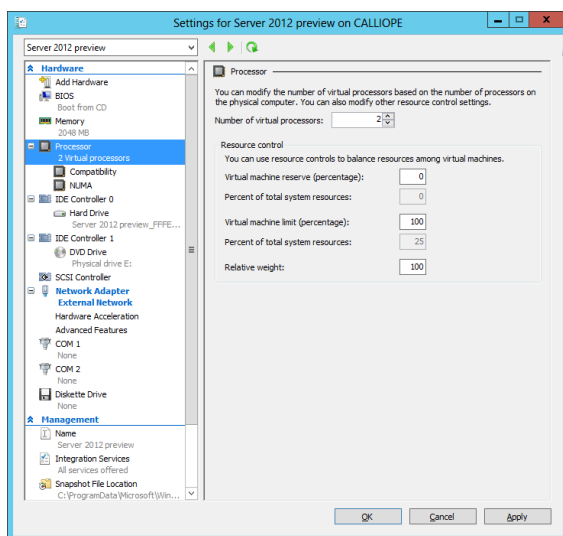 Settings for Server 2012 preview on CALLIOPE
Server 2012 preview
Hardware
Add Hardware
BIOS
Boot from CD
Memory
2048 MB
Processor
2 Virtual processors
Compatibility
NUMA
IDE Controller 0
Hard Drive
Server 2012 preview_FFFE...
IDE Controller 1
DVD Drive
Physical drive E:
SCSI Controller
Network Adapter
External Network
Hardware Acceleration
Advanced Features
COM 1
None
COM 2
None
Diskette Drive
None
Management
Name
Server 2012 preview
Integration Services
All services offered
Snapshot File Location
C:\ProgramData\Microsoft\Win...
Processor
You can modify the number of virtual processors based on the number of processors on
the physical computer. You can also modify other resource control settings.
Number of virtual processors: 2
Resource control
You can use resource controls to balance resources among virtual machines.
Virtual machine reserve (percentage): 0
Percent of total system resources: 0
Virtual machine limit (percentage): 100
Percent of total system resources: 25
Relative weight: 100
OK Cancel Apply